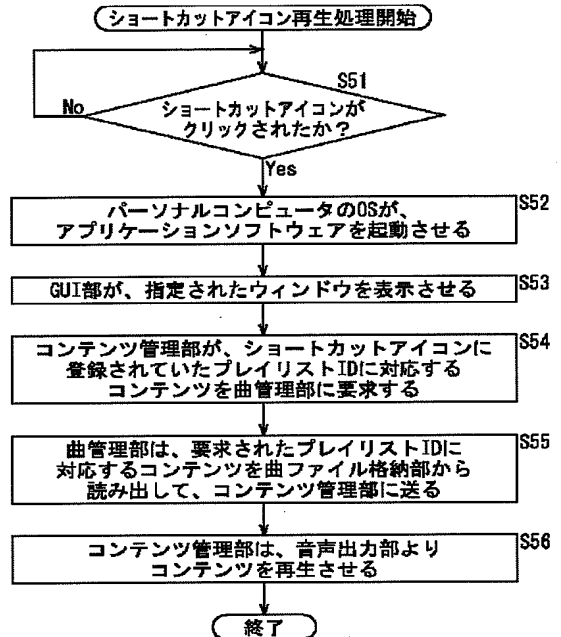 ショートカットアイコン再生処理開始
S51
No
ショートカットアイコンが
クリックされたか？
Yes
S52
パーソナルコンピュータのOSが、
アプリケーションソフトウェアを起動させる
S53
GUI部が、指定されたウィンドウを表示させる
S54
コンテンツ管理部が、ショートカットアイコンに
登録されていたプレイリストIDに対応する
コンテンツを曲管理部に要求する
S55
曲管理部は、要求されたプレイリストIDに
対応するコンテンツを曲ファイル格納部から
読み出して、コンテンツ管理部に送る
S56
コンテンツ管理部は、音声出力部より
コンテンツを再生させる
終了